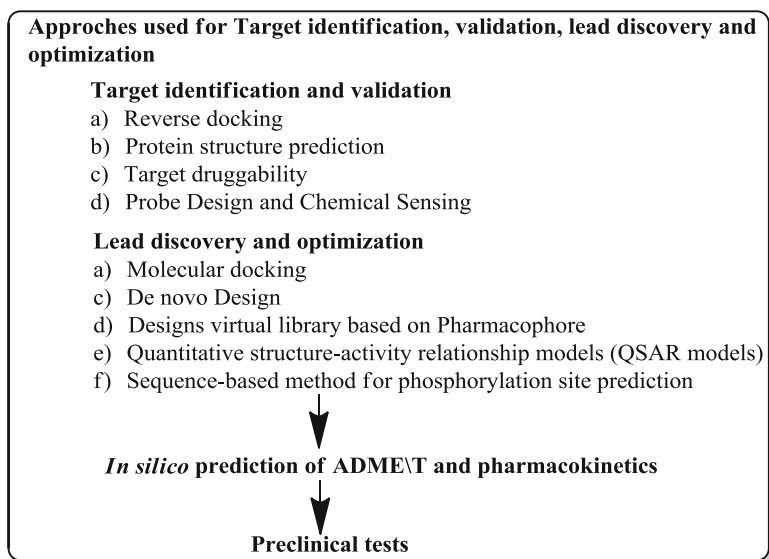 Approches used for Target identification, validation, lead discovery and
optimization
Target identification and validation
a) Reverse docking
b) Protein structure prediction
c) Target druggability
d) Probe Design and Chemical Sensing
Lead discovery and optimization
a) Molecular docking
c) De novo Design
d) Designs virtual library based on Pharmacophore
e) Quantitative structure-activity relationship models (QSAR models)
f) Sequence-based method for phosphorylation site prediction
In silico prediction of ADME\T and pharmacokinetics
Preclinical tests